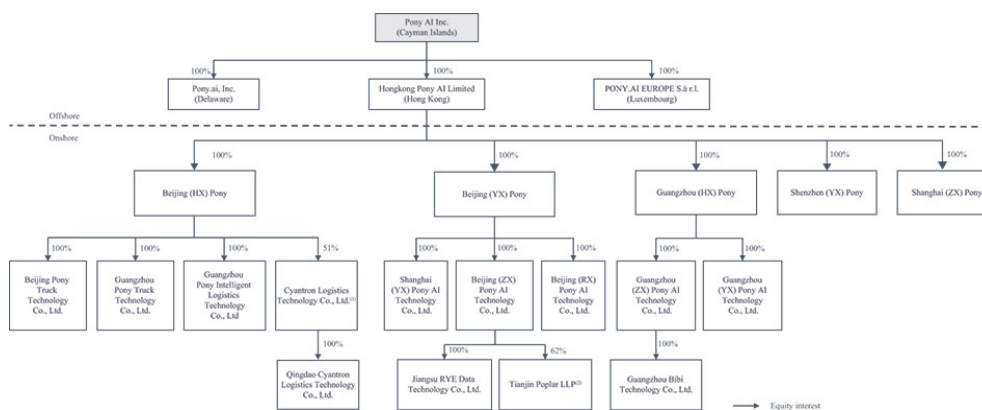 Pony AI Inc.
(Cayman Islands)
100%
100%
100%
Pony.ai, Inc.
(Delaware)
Hongkong Pony AI Limited
(Hong Kong)
PONY.AI EUROPE S.à r.l.
(Luxembourg)
Offshore
Onshore
100%
100%
100%
100%
100%
Beijing (HX) Pony
Beijing (YX) Pony
Guangzhou (HX) Pony
Shenzhen (YX) Pony
Shanghai (ZX) Pony
100%
100%
100%
51%
100%
100%
100%
100%
100%
Beijing Pony
Truck
Technology
Co., Ltd.
Guangzhou
Pony Truck
Technology
Co., Ltd.
Guangzhou
Pony Intelligent
Logistics
Technology
Co., Ltd
Cyantron Logistics
Technology Co., Ltd.(1)
Shanghai
(YX) Pony AI
Technology
Co., Ltd.
Beijing (ZX)
Pony AI
Technology
Co., Ltd.
Beijing (RX)
Pony AI
Technology
Co., Ltd.
Guangzhou
(ZX) Pony AI
Technology
Co., Ltd.
Guangzhou
(YX) Pony AI
Technology
Co., Ltd.
100%
100%
62%
100%
Qingdao Cyantron
Logistics Technology
Co., Ltd.
Jiangsu RYE Data
Technology Co., Ltd.
Tianjin Poplar LLP(2)
Guangzhou Bibi
Technology Co., Ltd.
Equity interest